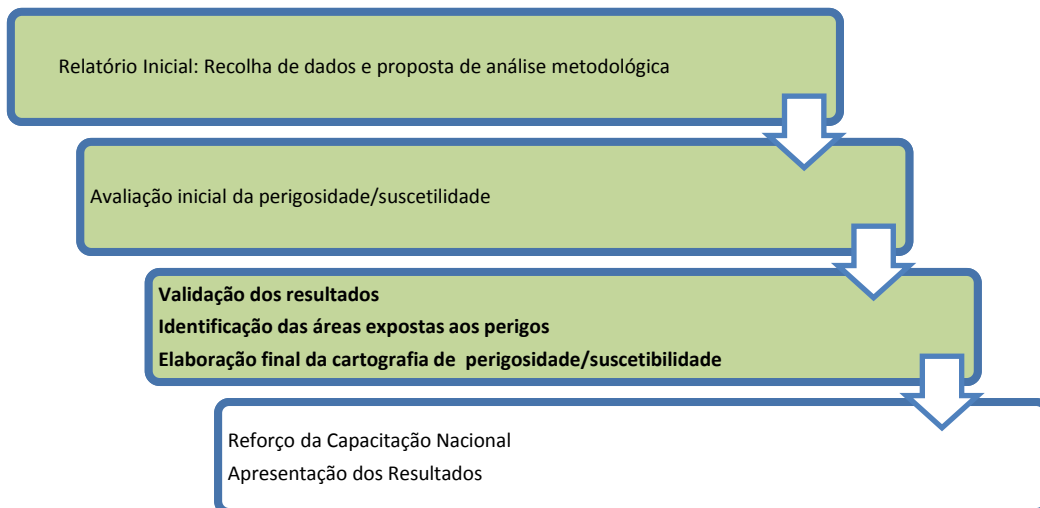 Relatório Inicial: Recolha de dados e proposta de análise metodológica
Avaliação inicial da perigosidade/suscetilidade
Validação dos resultados
Identificação das áreas expostas aos perigos
Elaboração final da cartografia de perigosidade/suscetibilidade
Reforço da Capacitação Nacional
Apresentação dos Resultados